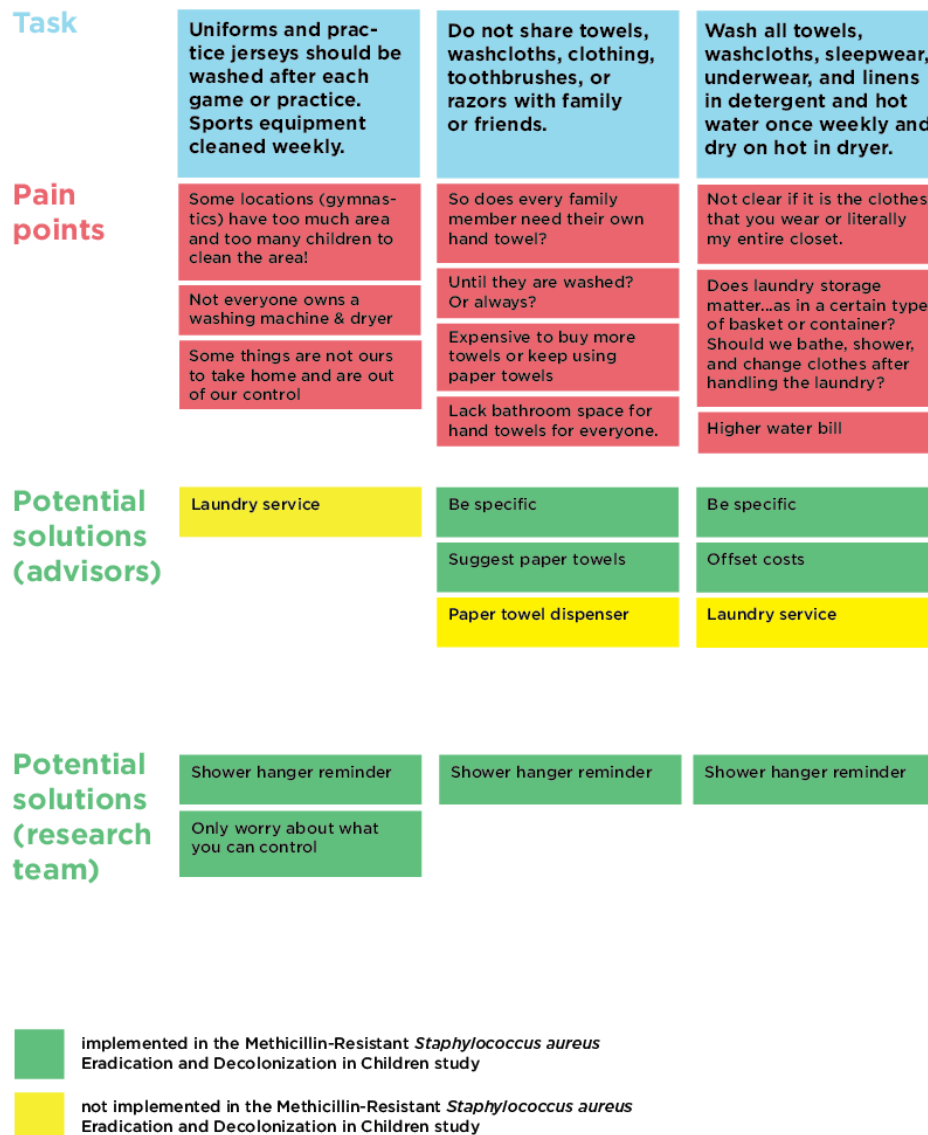 Task
Uniforms and prac-
tice jerseys should be
washed after each
game or practice.
Sports equipment
cleaned weekly.
Do not share towels,
washcloths, clothing,
toothbrushes, or
razors with family
or friends.
Wash all towels,
washcloths, sleepwear,
underwear, and linens
in detergent and hot
water once weekly and
dry on hot in dryer.
Pain
points
Some locations (gymnas-
tics) have too much area
and too many children to
clean the area!
Not everyone owns a
washing machine & dryer
Some things are not ours
to take home and are out
of our control
So does every family
member need their own
hand towel?
Until they are washed?
Or always?
Expensive to buy more
towels or keep using
paper towels
Lack bathroom space for
hand towels for everyone.
Not clear if it is the clothes
that you wear or literally
my entire closet.
Does laundry storage
matter...as in a certain type
of basket or container?
Should we bathe, shower,
and change clothes after
handling the laundry?
Higher water bill
Potential
solutions
(advisors)
Laundry service
Be specific
Suggest paper towels
Paper towel dispenser
Be specific
Offset costs
Laundry service
Potential
solutions
(research
team)
Shower hanger reminder
Only worry about what
you can control
Shower hanger reminder
Shower hanger reminder
implemented in the Methicillin-Resistant Staphylococcus aureus
Eradication and Decolonization in Children study
not implemented in the Methicillin-Resistant Staphylococcus aureus
Eradication and Decolonization in Children study